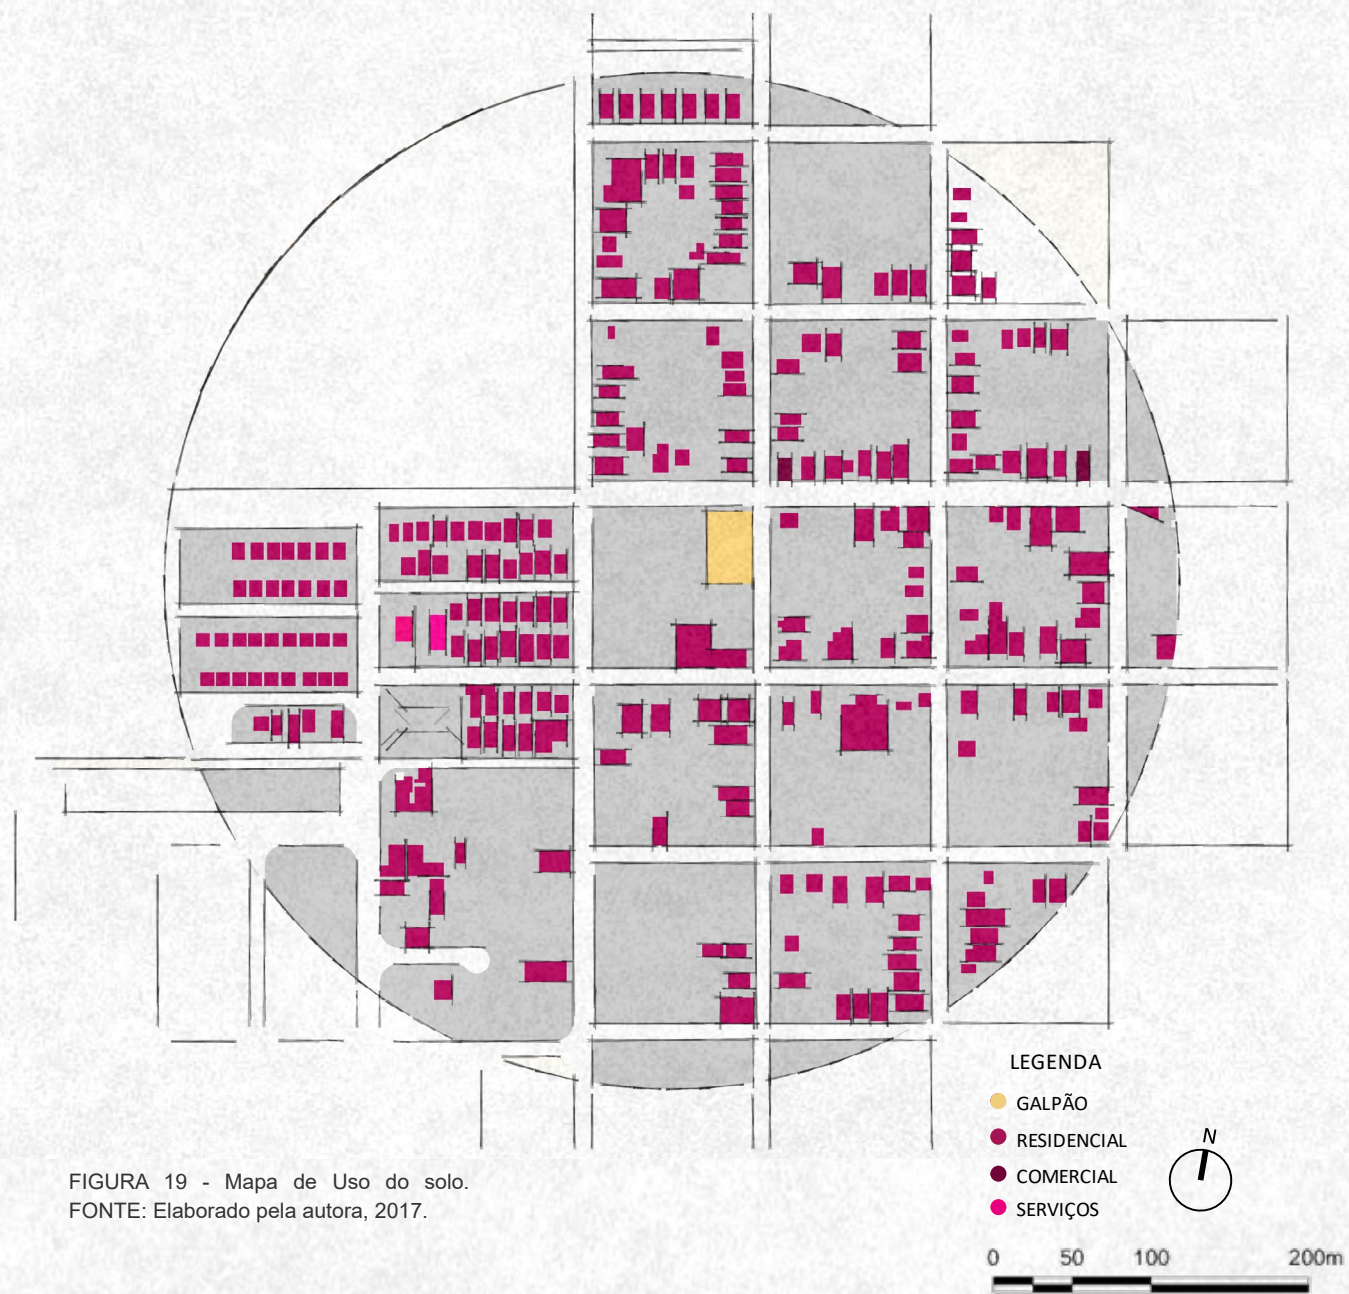 LEGENDA
GALPÃO
RESIDENCIAL
N
COMERCIAL
SERVIÇOS
FIGURA 19 - Mapa de Uso do solo.
FONTE: Elaborado pela autora, 2017.
0 50 100 200m